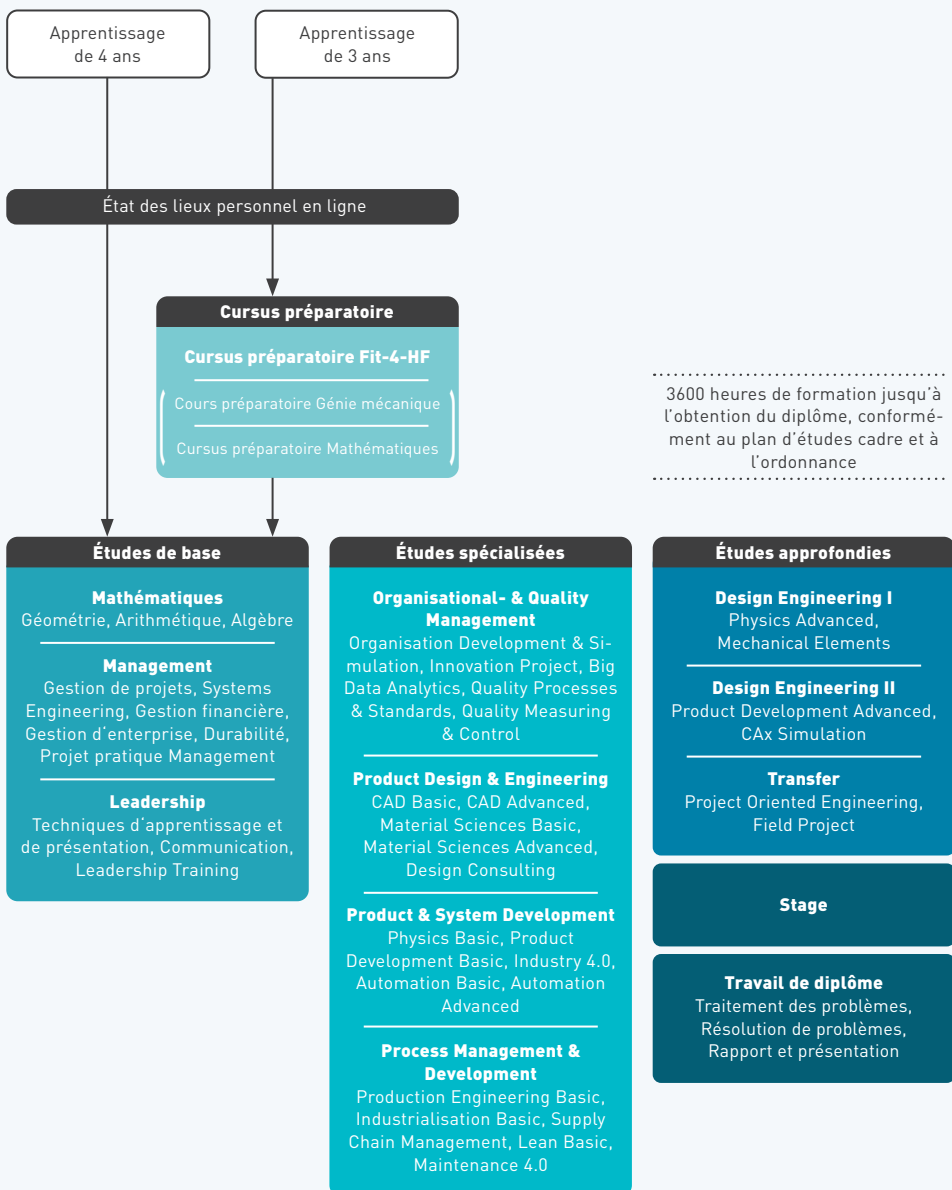 Apprentissage
de 4 ans
Apprentissage
de 3 ans
État des lieux personnel en ligne
Cursus préparatoire
Cursus préparatoire Fit-4-HF
Cours préparatoire Génie mécanique
Cursus préparatoire Mathématiques
3600 heures de formation jusqu'à
l'obtention du diplôme, conformé-
ment au plan d'études cadre et à
l'ordonnance
Études de base
Mathématiques
Géométrie, Arithmétique, Algèbre
Management
Gestion de projets, Systems
Engineering, Gestion financière,
Gestion d'enterprise, Durabilité,
Projet pratique Management
Leadership
Techniques d'apprentissage et
de présentation, Communication,
Leadership Training
Études spécialisées
Organisational- & Quality
Management
Organisation Development & Si-
mulation, Innovation Project, Big
Data Analytics, Quality Processes
& Standards, Quality Measuring
& Control
Product Design & Engineering
CAD Basic, CAD Advanced,
Material Sciences Basic,
Material Sciences Advanced,
Design Consulting
Product & System Development
Physics Basic, Product
Development Basic, Industry 4.0,
Automation Basic, Automation
Advanced
Process Management &
Development
Production Engineering Basic,
Industrialisation Basic, Supply
Chain Management, Lean Basic,
Maintenance 4.0
Études approfondies
Design Engineering I
Physics Advanced,
Mechanical Elements
Design Engineering II
Product Development Advanced,
CAx Simulation
Transfer
Project Oriented Engineering,
Field Project
Stage
Travail de diplôme
Traitement des problèmes,
Résolution de problèmes,
Rapport et présentation